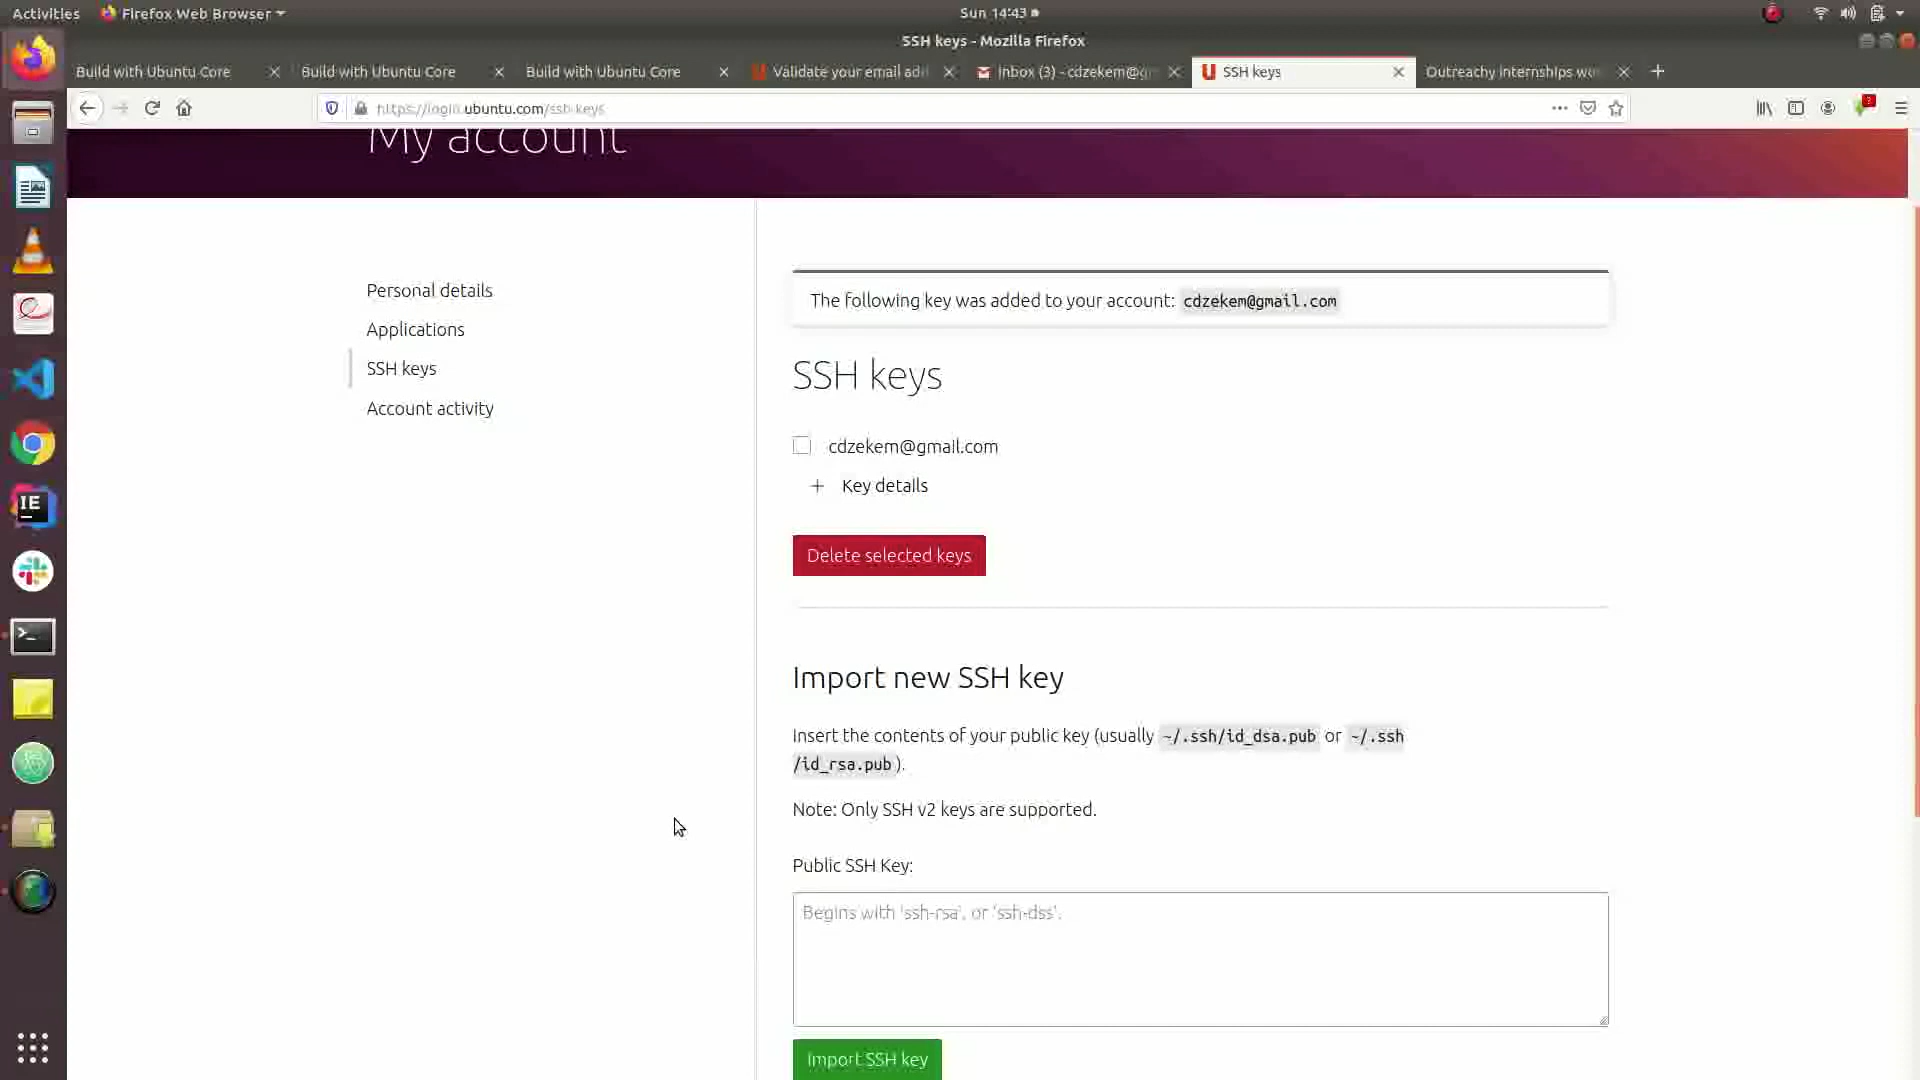 Activities
Firefox Web Browser
Sun 14:43
SSH keys - Mozilla Firefox
Build with Ubuntu Core
Build with Ubuntu Core
Build with Ubuntu Core
Validate your email ad
Inbox (3) - cdzekem@g
SSH keys
Outreachy internships wo
https://login.ubuntu.com/ssh-keys
My account
Personal details
Applications
SSH keys
Account activity
The following key was added to your account: cdzekem@gmail.com
SSH keys
cdzekem@gmail.com
+ Key details
Delete selected keys
Import new SSH key
Insert the contents of your public key (usually ~/.ssh/id_dsa.pub or ~/.ssh
/id_rsa.pub).
Note: Only SSH v2 keys are supported.
Public SSH Key:
Begins with 'ssh-rsa', or 'ssh-dss'.
Import SSH key
IE